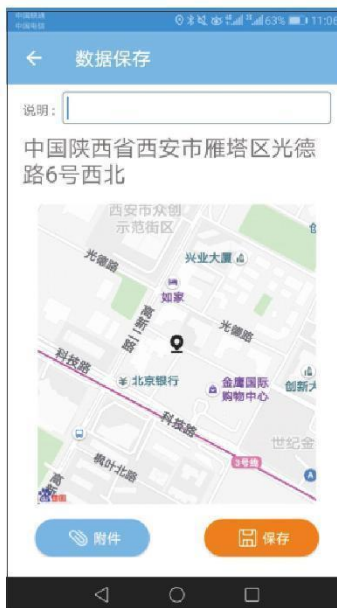 中国联通
中国电信
63% 11:06
数据保存
说明:
中国陕西省西安市雁塔区光德
路6号西北
西安市众创
示范街区
光德路
兴业大厦
如家
高新二路
光德路
科技路
北京银行
金鹰国际
购物中心
创新大
科技路
世纪金
3号线
枫叶北路
高
附件
保存